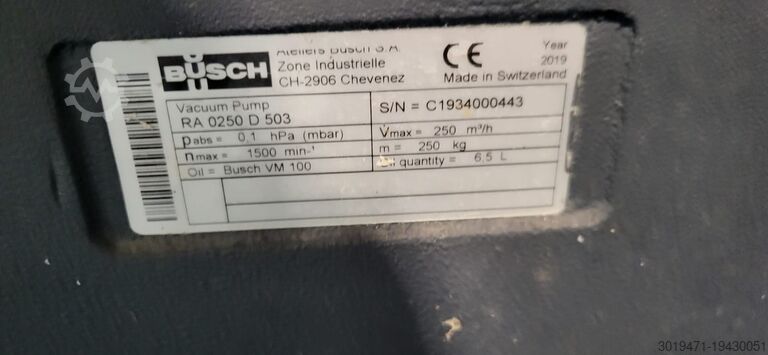 BUSCH
Ateliers Busch S.A.
Zone Industrielle
CH-2906 Chevenez
CE
Year
2019
Made in Switzerland
Vacuum Pump
RA 0250 D 503
S/N = C1934000443
pabs = 0,1 hPa (mbar)
V̇max = 250 m³/h
nmax = 1500 min-¹
m = 250 kg
Oil = Busch VM 100
Oil quantity = 6,5 L
3019471-19430051